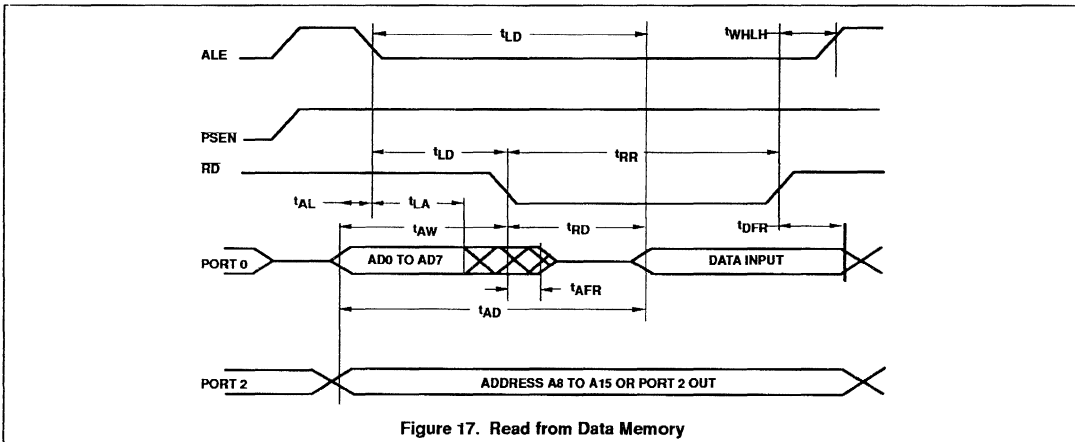 tLD
tWHLH
ALE
PSEN
tLD
tRR
RD
tAL
tLA
tDFR
tAW
tRD
PORT 0
AD0 TO AD7
DATA INPUT
tAFR
tAD
PORT 2
ADDRESS A8 TO A15 OR PORT 2 OUT
Figure 17. Read from Data Memory